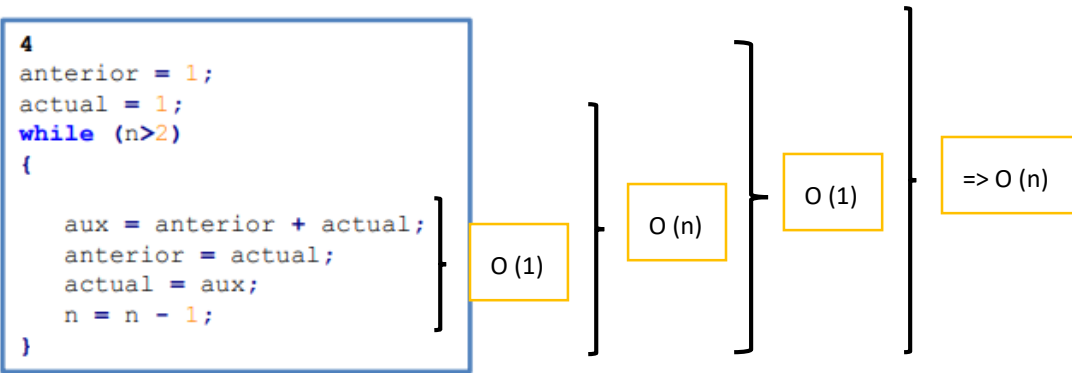 4
anterior = 1;
actual = 1;
while (n>2)
{
aux = anterior + actual;
anterior = actual;
actual = aux;
n = n - 1;
}
O (1)
O (n)
O (1)
=> O (n)